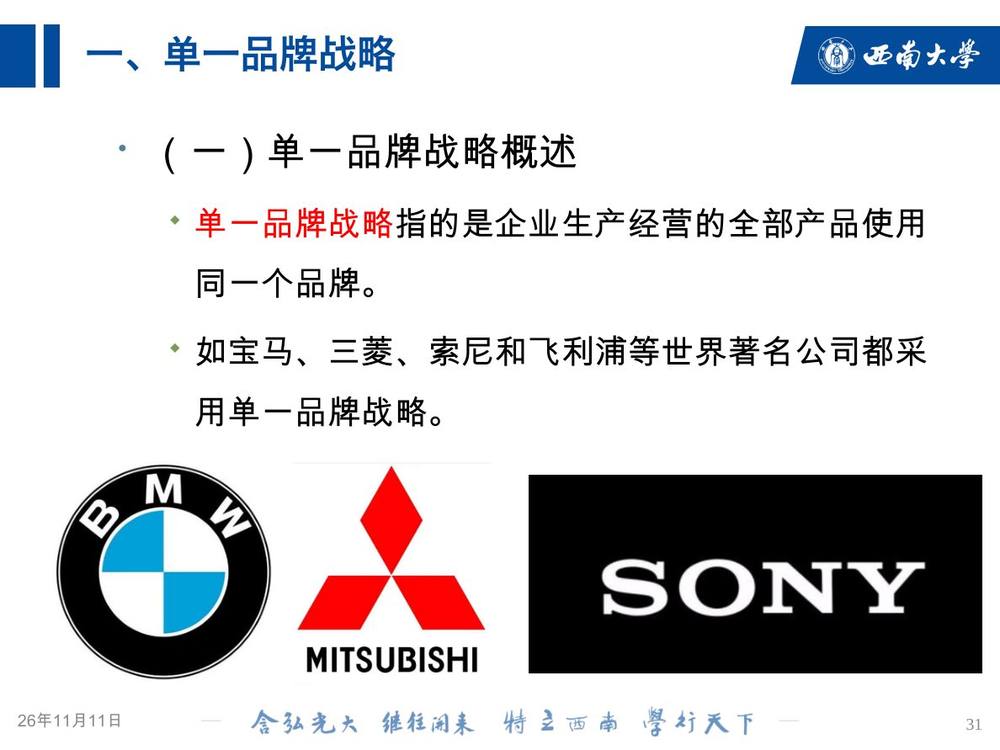 一、单一品牌战略
西南大学
• （一）单一品牌战略概述
单一品牌战略指的是企业生产经营的全部产品使用
同一个品牌。
如宝马、三菱、索尼和飞利浦等世界著名公司都采
用单一品牌战略。
BMW
MITSUBISHI
SONY
26年11月11日
含弘光大 继往开来 特立西南 学行天下
31